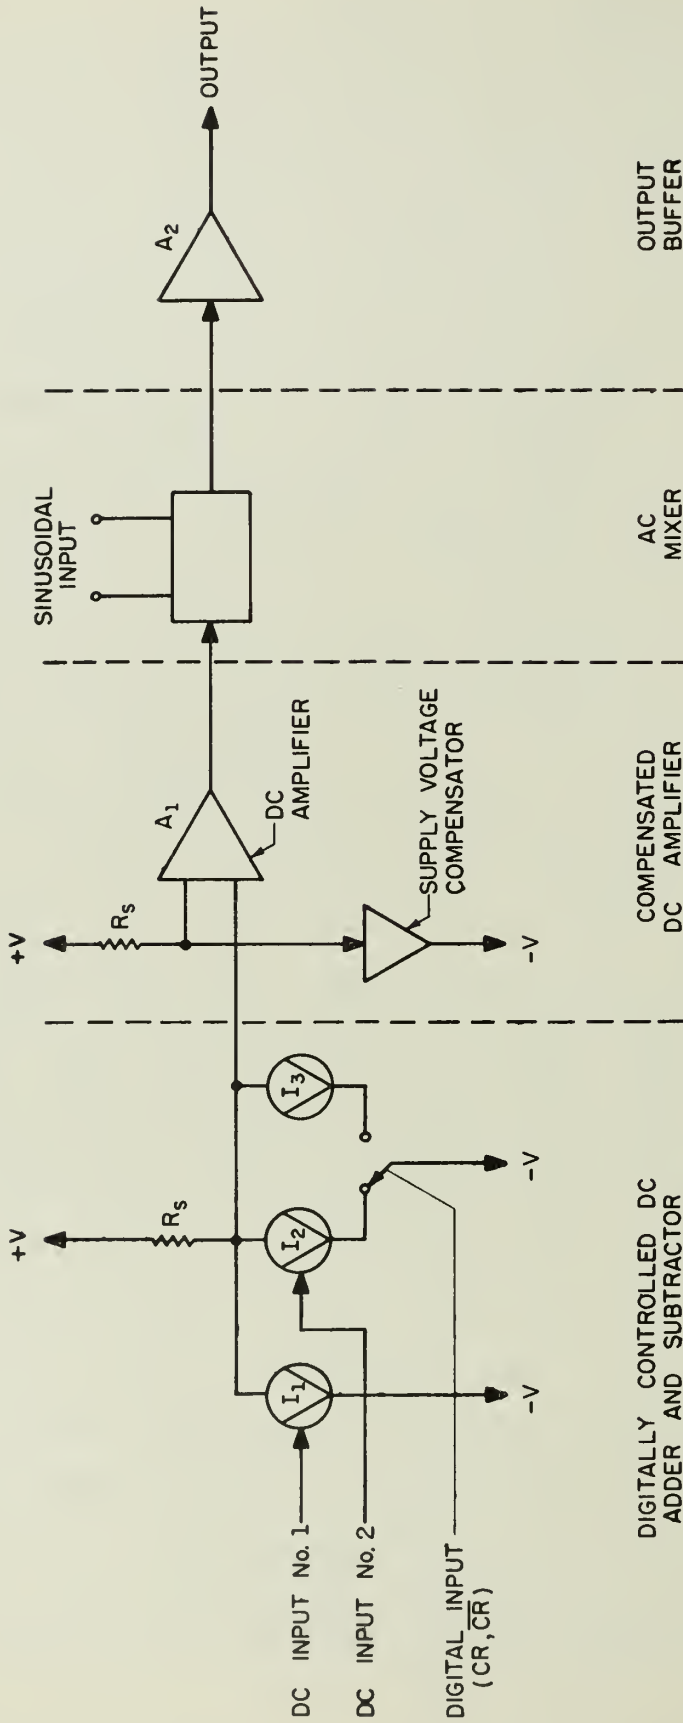 DC INPUT No. 1
DC INPUT No. 2
DIGITAL INPUT
(CR, C̅R̅)
+V
Rs
I1
I2
I3
-V
-V
+V
Rs
A1
DC
AMPLIFIER
SUPPLY VOLTAGE
COMPENSATOR
-V
SINUSOIDAL
INPUT
A2
OUTPUT
DIGITALLY CONTROLLED DC
ADDER AND SUBTRACTOR
COMPENSATED
DC AMPLIFIER
AC
MIXER
OUTPUT
BUFFER